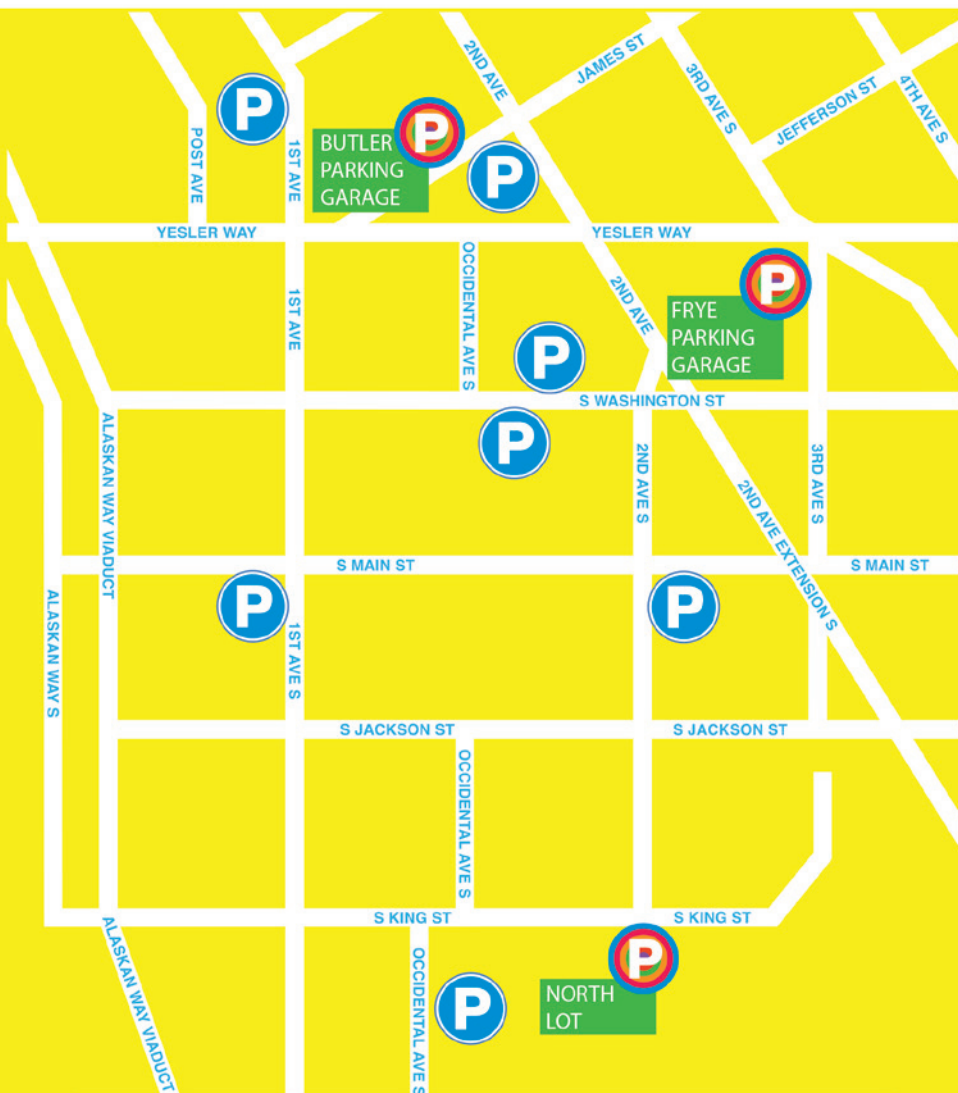 2ND AVE
JAMES ST
3RD AVE S
JEFFERSON ST
4TH AVE S
P
POST AVE
1ST AVE
P
BUTLER
PARKING
GARAGE
P
YESLER WAY
YESLER WAY
OCCIDENTAL AVE S
1ST AVE
2ND AVE
P
FRYE
PARKING
GARAGE
P
S WASHINGTON ST
P
ALASKAN WAY VIADUCT
2ND AVE S
3RD AVE S
2ND AVE EXTENSION S
S MAIN ST
S MAIN ST
ALASKAN WAY S
P
1ST AVE S
P
S JACKSON ST
S JACKSON ST
OCCIDENTAL AVE S
S KING ST
S KING ST
ALASKAN WAY VIADUCT
OCCIDENTAL AVE S
P
P
NORTH
LOT